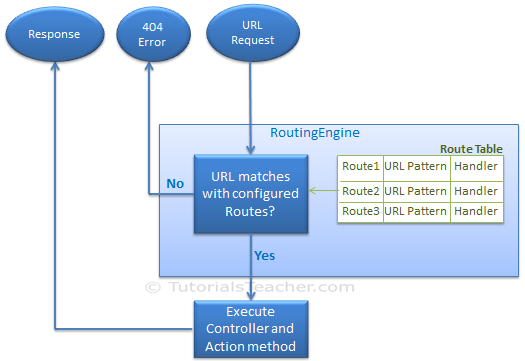 Response
404
Error
URL
Request
RoutingEngine
Route Table
Route1 URL Pattern Handler
Route2 URL Pattern Handler
Route3 URL Pattern Handler
URL matches
with configured
Routes?
No
Yes
© TutorialsTeacher.com
Execute
Controller and
Action method